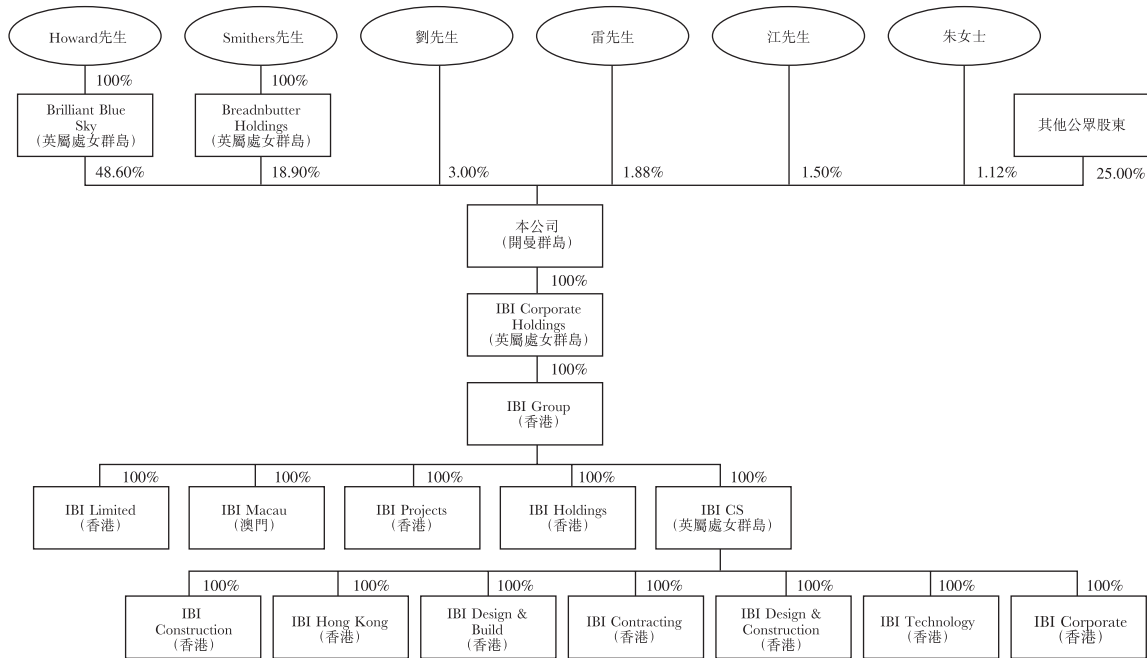 Howard先生
Smithers先生
劉先生
雷先生
江先生
朱女士
100%
100%
Brilliant Blue
Sky
(英屬處女群島)
Breadnbutter
Holdings
(英屬處女群島)
其他公眾股東
48.60%
18.90%
3.00%
1.88%
1.50%
1.12%
25.00%
本公司
(開曼群島)
100%
IBI Corporate
Holdings
(英屬處女群島)
100%
IBI Group
(香港)
100%
100%
100%
100%
100%
IBI Limited
(香港)
IBI Macau
(澳門)
IBI Projects
(香港)
IBI Holdings
(香港)
IBI CS
(英屬處女群島)
100%
100%
100%
100%
100%
100%
100%
IBI
Construction
(香港)
IBI Hong Kong
(香港)
IBI Design &
Build
(香港)
IBI Contracting
(香港)
IBI Design &
Construction
(香港)
IBI Technology
(香港)
IBI Corporate
(香港)